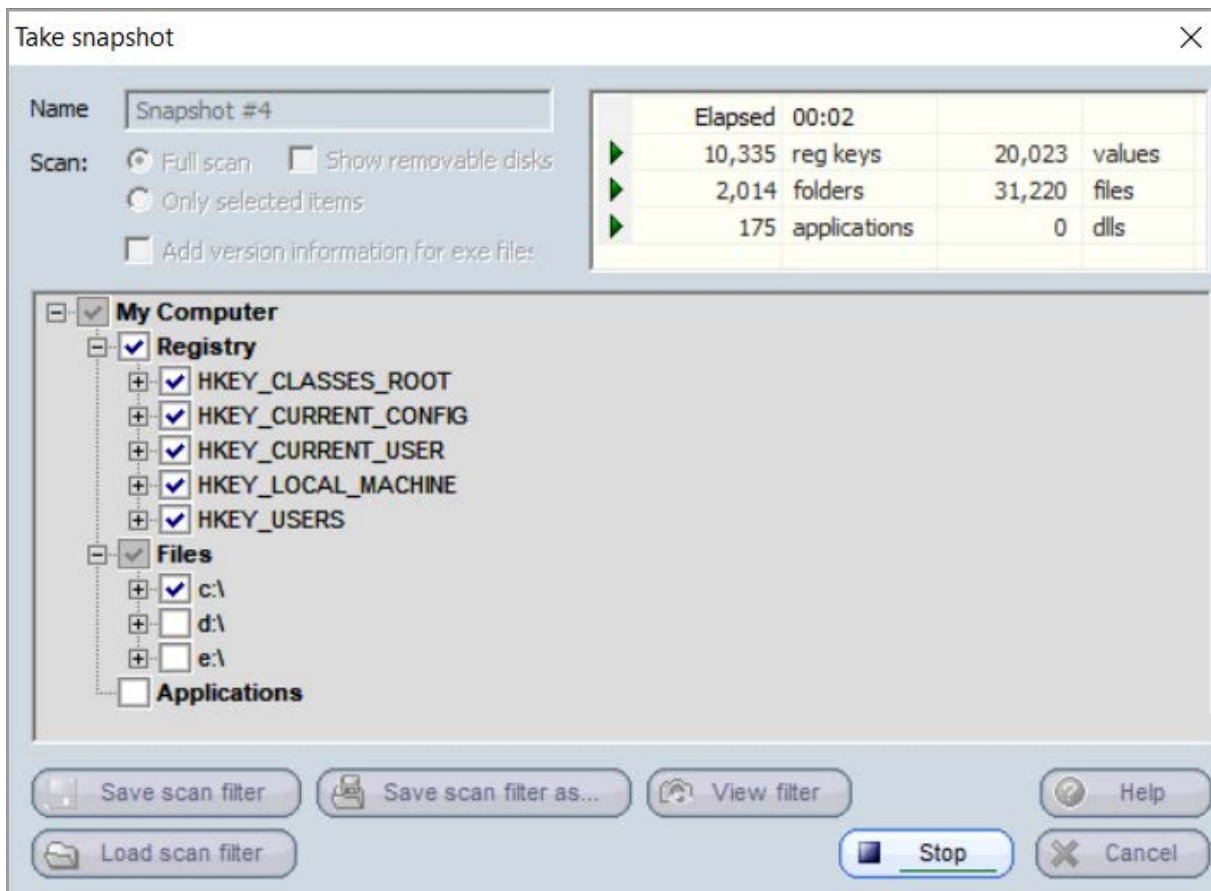 Take snapshot
Name Snapshot #4
Scan: Full scan Show removable disks
Only selected items
Add version information for exe files
Elapsed 00:02
10,335 reg keys 20,023 values
2,014 folders 31,220 files
175 applications 0 dlls
My Computer
Registry
HKEY_CLASSES_ROOT
HKEY_CURRENT_CONFIG
HKEY_CURRENT_USER
HKEY_LOCAL_MACHINE
HKEY_USERS
Files
c:\
d:\
e:\
Applications
Save scan filter Save scan filter as... View filter Help
Load scan filter Stop Cancel